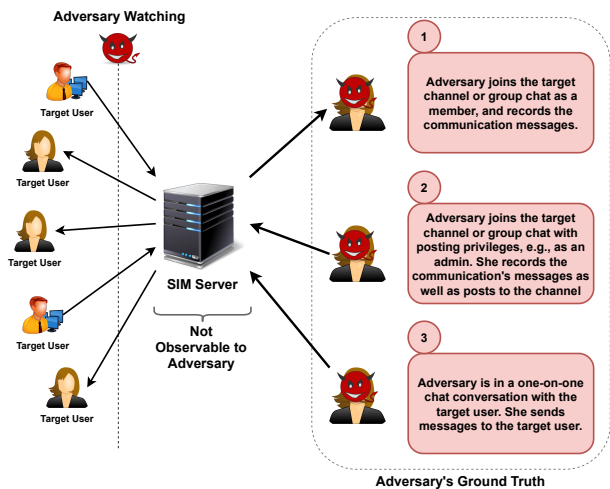 Adversary Watching
Target User
Target User
Target User
Target User
Target User
SIM Server
Not
Observable to
Adversary
1
Adversary joins the target
channel or group chat as a
member, and records the
communication messages.
2
Adversary joins the target
channel or group chat with
posting privileges, e.g., as an
admin. She records the
communication's messages as
well as posts to the channel
3
Adversary is in a one-on-one
chat conversation with the
target user. She sends
messages to the target user.
Adversary's Ground Truth